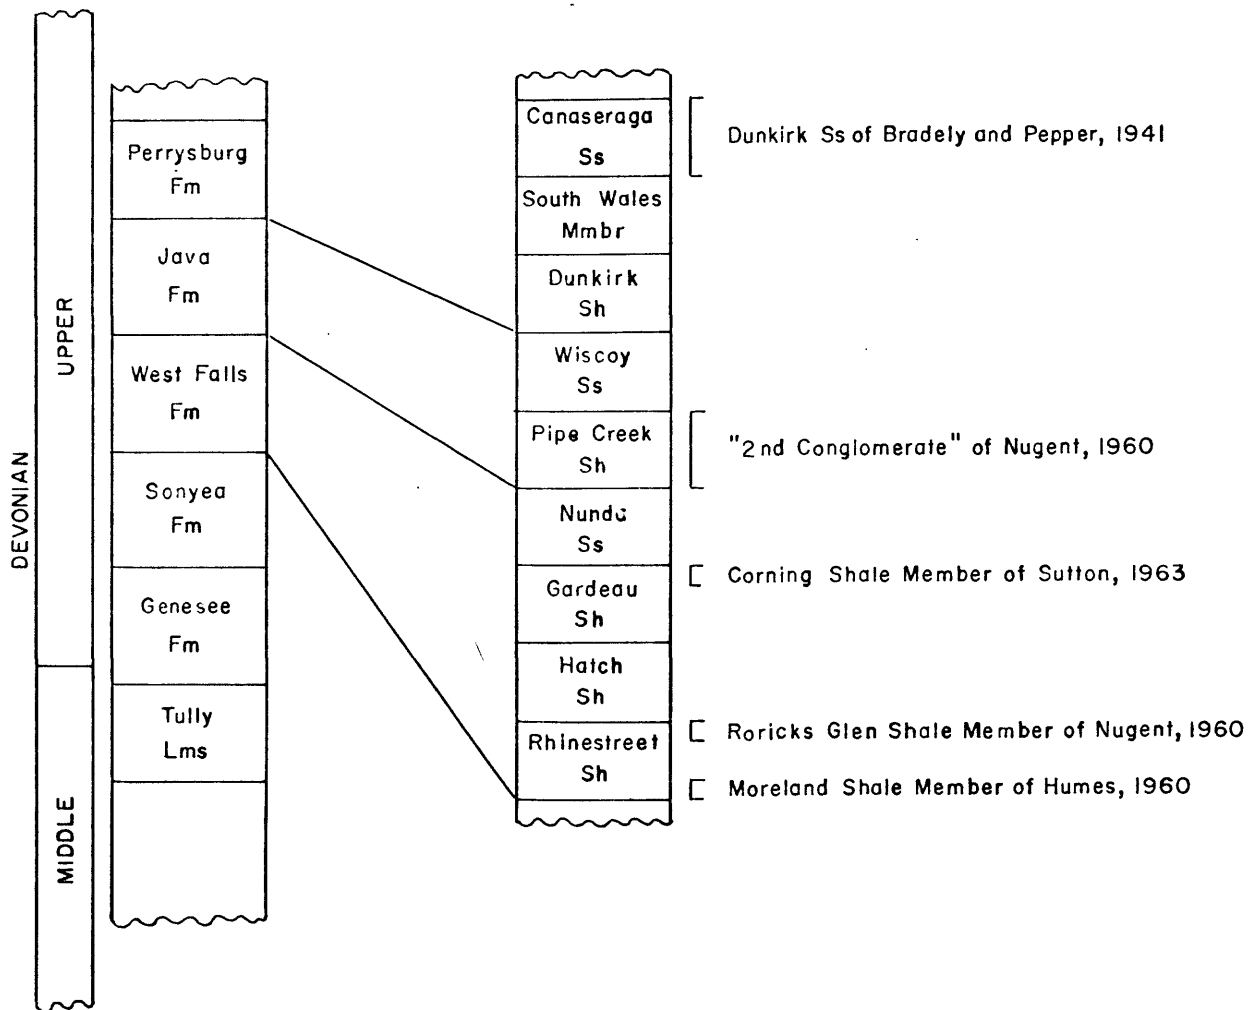 DEVONIAN
UPPER
MIDDLE
Perrysburg
Fm
Java
Fm
West Falls
Fm
Sonyea
Fm
Genesee
Fm
Tully
Lms
Canaseraga
Ss
South Wales
Mmbr
Dunkirk
Sh
Wiscoy
Ss
Pipe Creek
Sh
Nunda
Ss
Gardeau
Sh
Hatch
Sh
Rhinestreet
Sh
Dunkirk Ss of Bradely and Pepper, 1941
"2nd Conglomerate" of Nugent, 1960
Corning Shale Member of Sutton, 1963
Roricks Glen Shale Member of Nugent, 1960
Moreland Shale Member of Humes, 1960